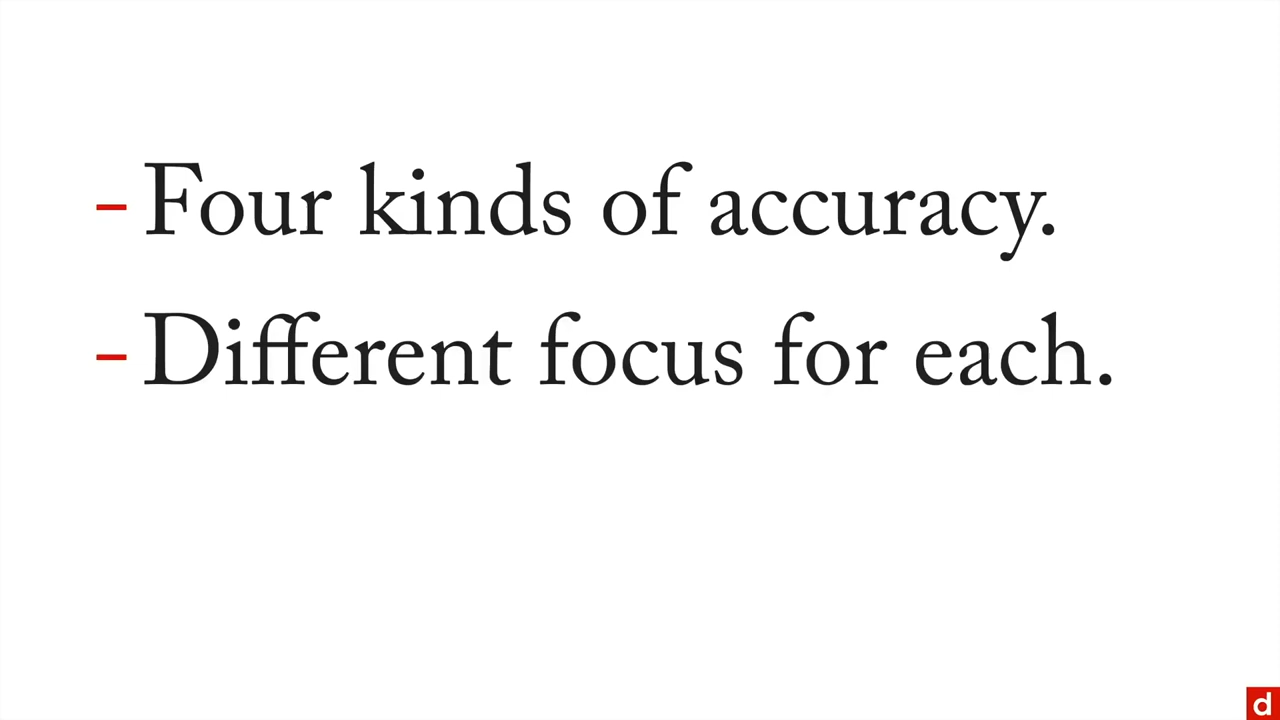 – Four kinds of accuracy.
– Different focus for each.
d